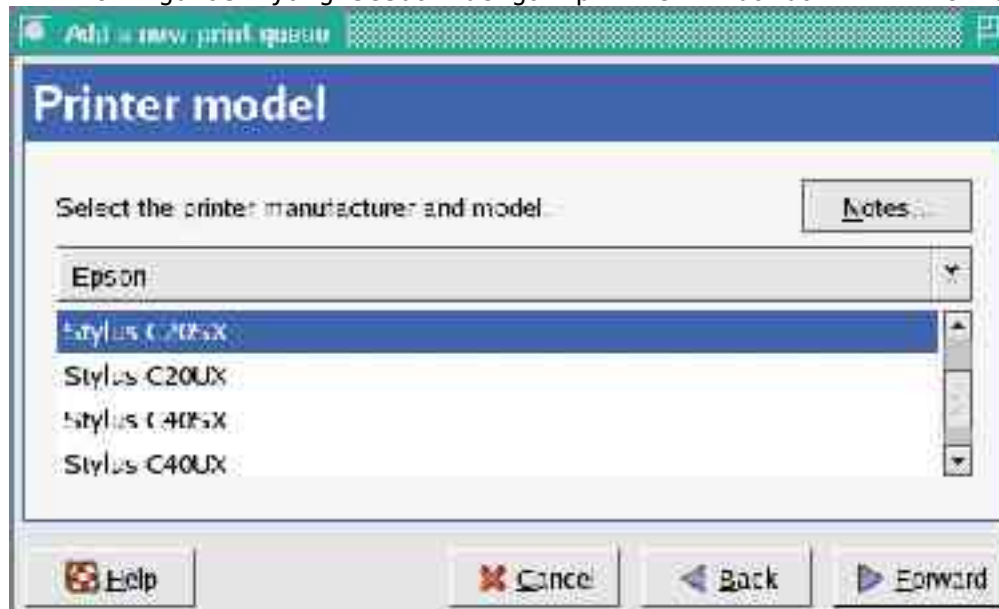 Add a new print queue
Printer model
Select the printer manufacturer and model.
Notes...
Epson
Stylus C20SX
Stylus C20UX
Stylus C40SX
Stylus C40UX
Help
Cancel
Back
Forward